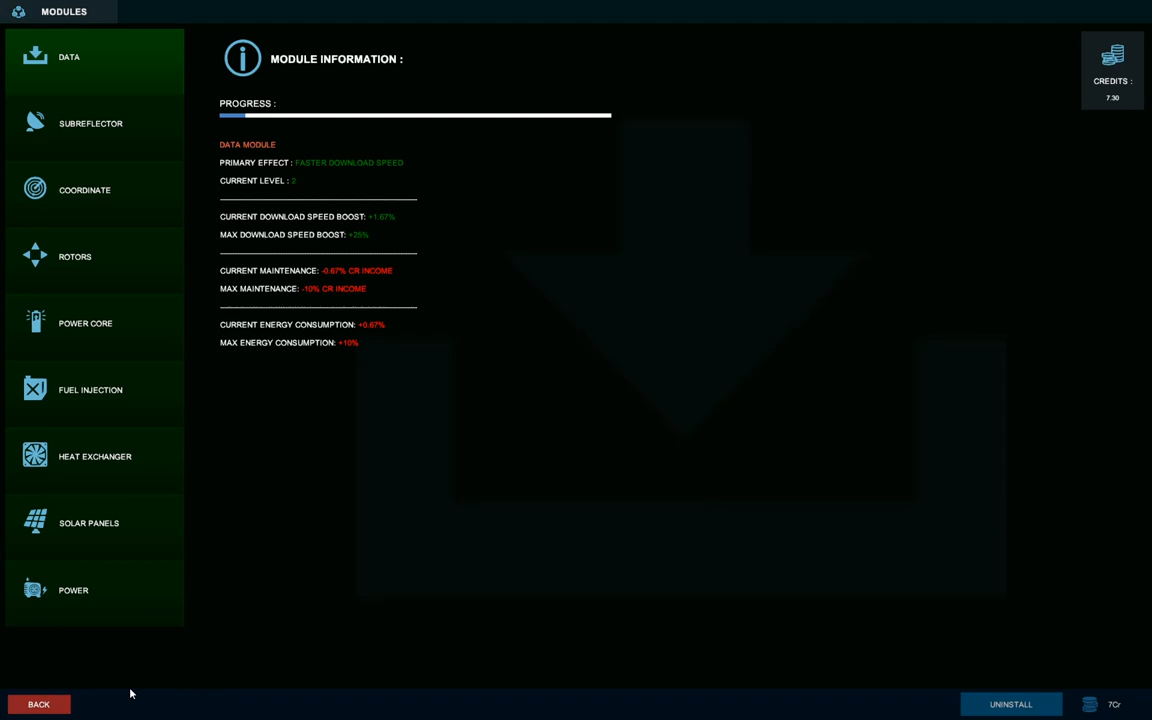 MODULES
DATA
SUBREFLECTOR
COORDINATE
ROTORS
POWER CORE
FUEL INJECTION
HEAT EXCHANGER
SOLAR PANELS
POWER
MODULE INFORMATION :
PROGRESS :
DATA MODULE
PRIMARY EFFECT : FASTER DOWNLOAD SPEED
CURRENT LEVEL : 2
CURRENT DOWNLOAD SPEED BOOST: +1.67%
MAX DOWNLOAD SPEED BOOST: +25%
CURRENT MAINTENANCE: -0.67% CR INCOME
MAX MAINTENANCE: -10% CR INCOME
CURRENT ENERGY CONSUMPTION: +0.67%
MAX ENERGY CONSUMPTION: +10%
CREDITS :
7.30
BACK
UNINSTALL
7Cr